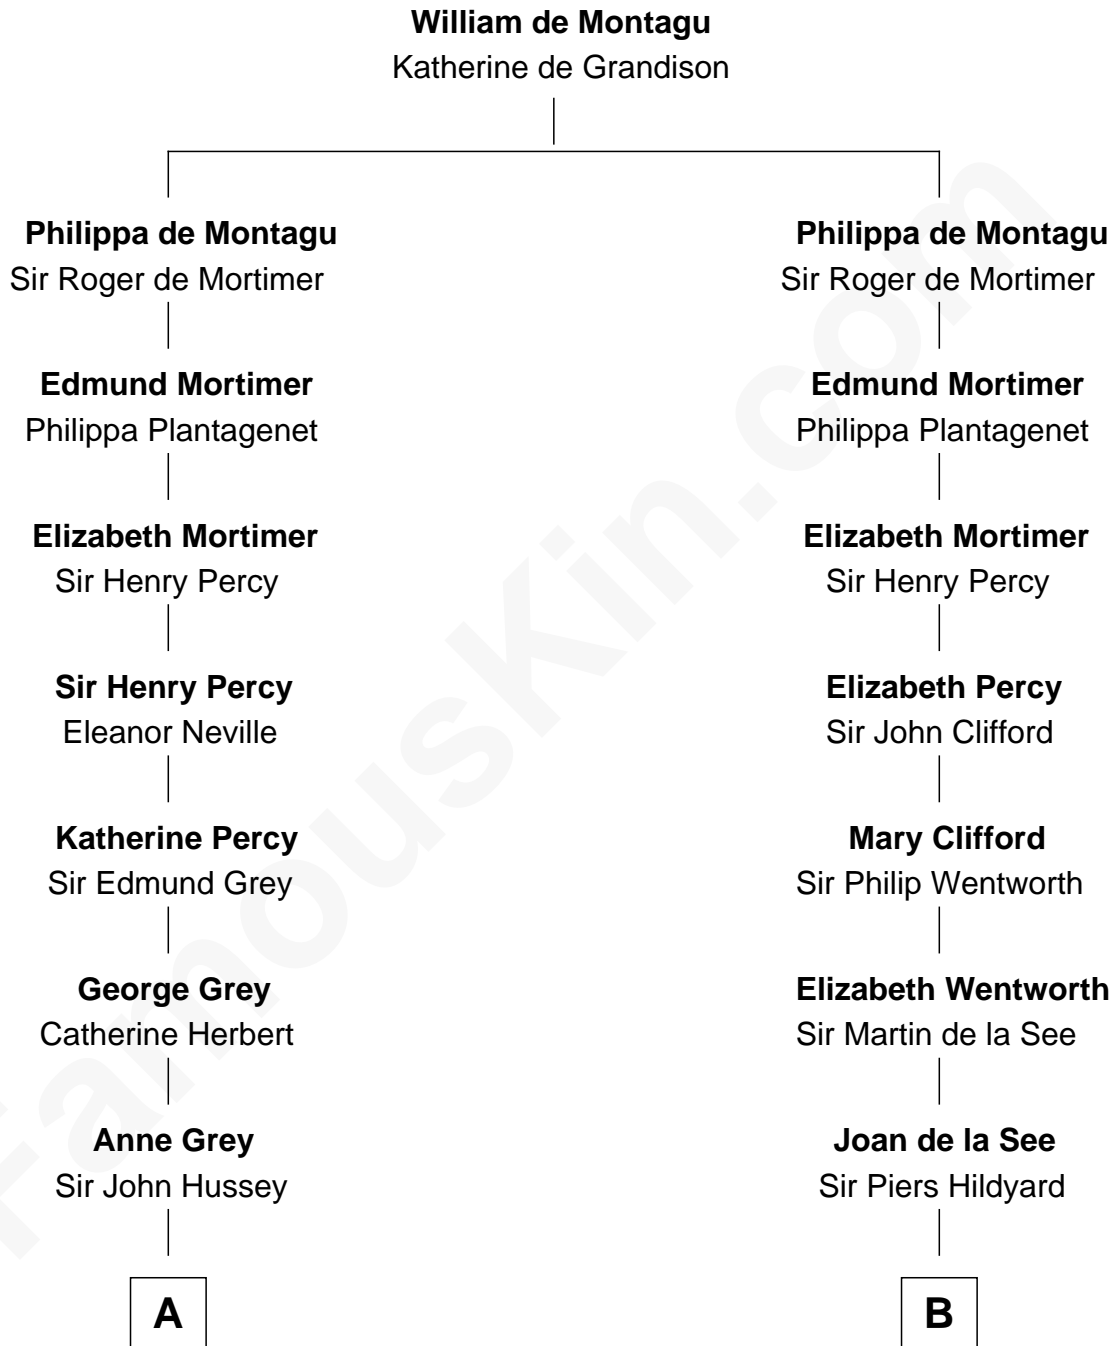 William de Montagu
Katherine de Grandison
Philippa de Montagu
Sir Roger de Mortimer
Philippa de Montagu
Sir Roger de Mortimer
Edmund Mortimer
Philippa Plantagenet
Edmund Mortimer
Philippa Plantagenet
Elizabeth Mortimer
Sir Henry Percy
Elizabeth Mortimer
Sir Henry Percy
Sir Henry Percy
Eleanor Neville
Elizabeth Percy
Sir John Clifford
Katherine Percy
Sir Edmund Grey
Mary Clifford
Sir Philip Wentworth
George Grey
Catherine Herbert
Elizabeth Wentworth
Sir Martin de la See
Anne Grey
Sir John Hussey
Joan de la See
Sir Piers Hildyard
A
B
FamousKin.com